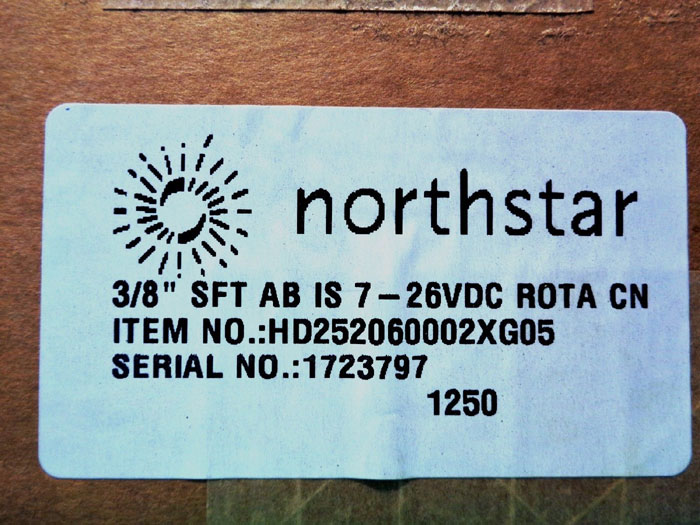 northstar
3/8" SFT AB IS 7-26VDC ROTA CN
ITEM NO.:HD252060002XG05
SERIAL NO.:1723797
1250